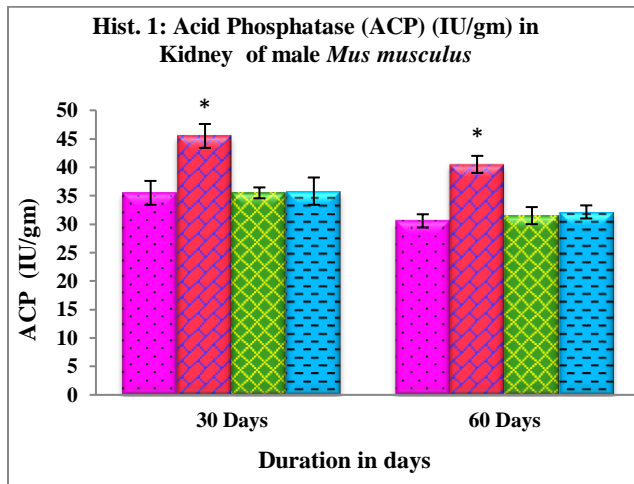 Hist. 1: Acid Phosphatase (ACP) (IU/gm) in
Kidney of male Mus musculus
50
45
40
35
30
25
20
15
10
5
0
ACP (IU/gm)
*
*
30 Days
60 Days
Duration in days